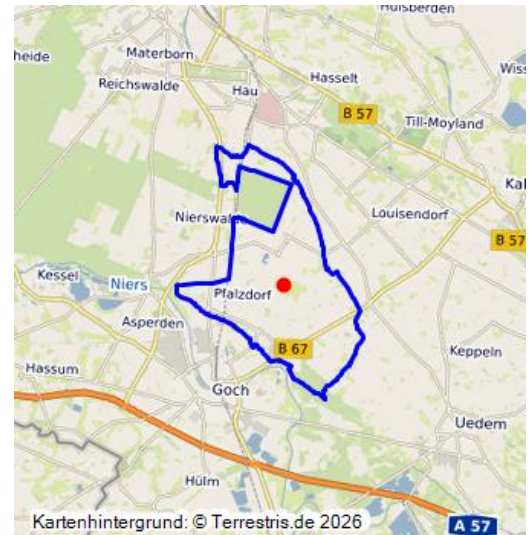 Huisberden
heide
Materborn
Wiss
Hasselt
Reichswalde
Hau
B 57
Till-Moyland
Kal
Nierswalde
Louisendorf
B 57
Kessel
Niers
Pfalzdorf
Asperden
B 67
Keppeln
Hassum
Goch
Uedem
Hülm
A 57
Kartenhintergrund: © Terrestris.de 2026